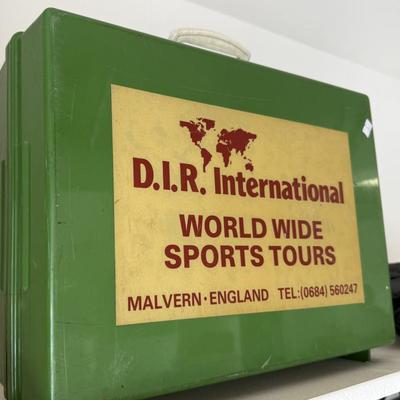 D.I.R. International
WORLD WIDE
SPORTS TOURS
MALVERN·ENGLAND TEL:(0684) 560247